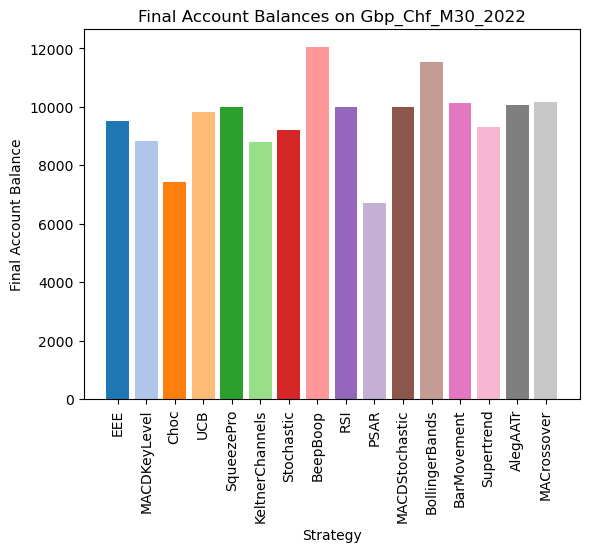 Final Account Balances on Gbp_Chf_M30_2022
Final Account Balance
12000
10000
8000
6000
4000
2000
0
EEE
MACDKeyLevel
Choc
UCB
SqueezePro
KeltnerChannels
Stochastic
BeepBoop
RSI
PSAR
MACDStochastic
BollingerBands
BarMovement
Supertrend
AlegAATr
MACrossover
Strategy